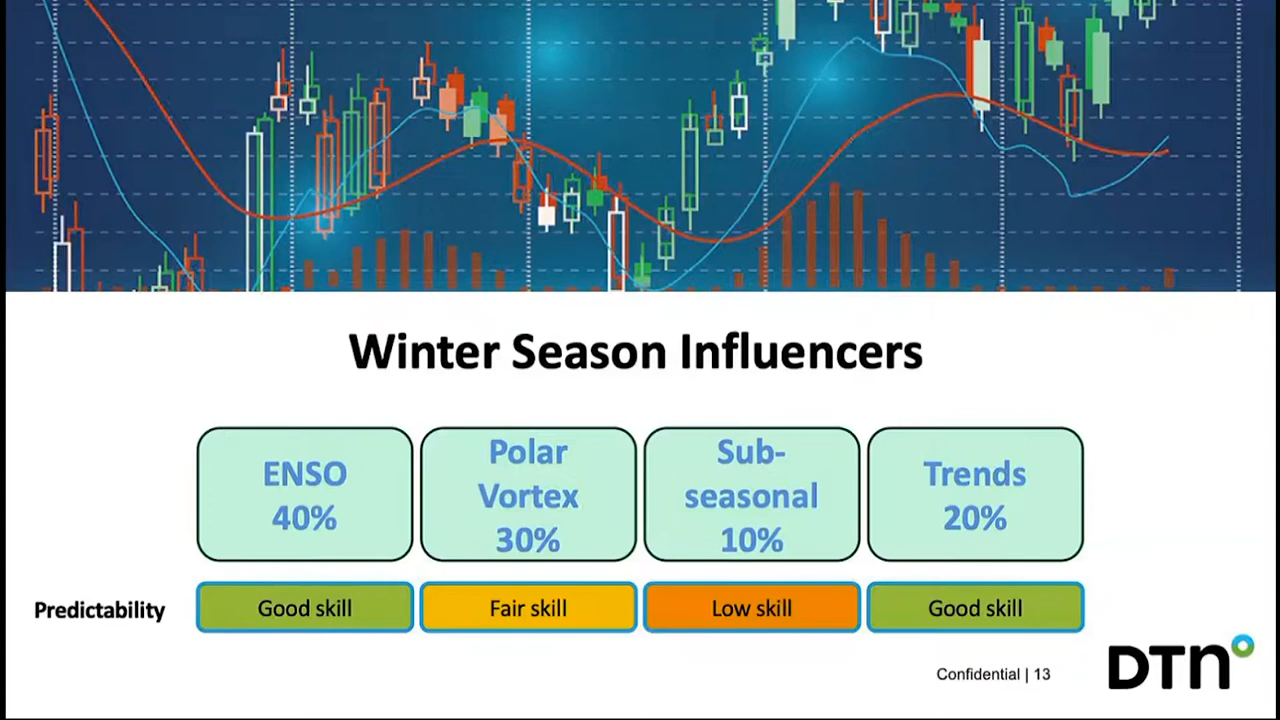 Winter Season Influencers
ENSO
40%
Polar
Vortex
30%
Sub-
seasonal
10%
Trends
20%
Predictability
Good skill
Fair skill
Low skill
Good skill
Confidential | 13
DTN